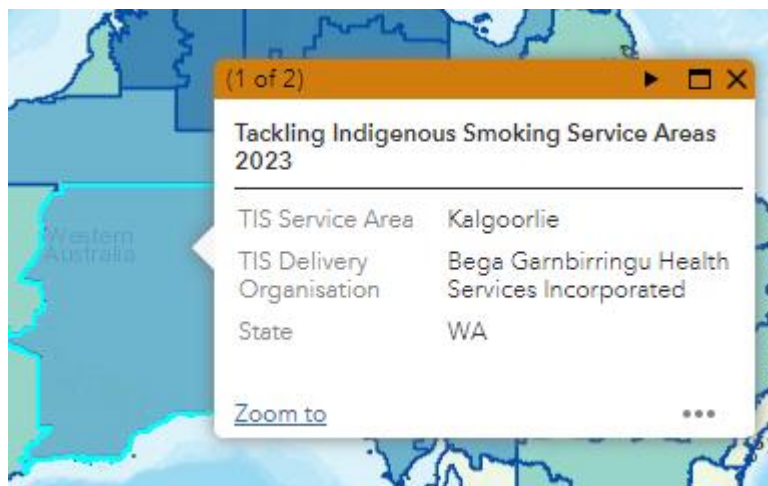 (1 of 2)
Tackling Indigenous Smoking Service Areas
2023
TIS Service Area Kalgoorlie
TIS Delivery Bega Garnbirringu Health
Organisation Services Incorporated
State WA
Zoom to
Western
Australia